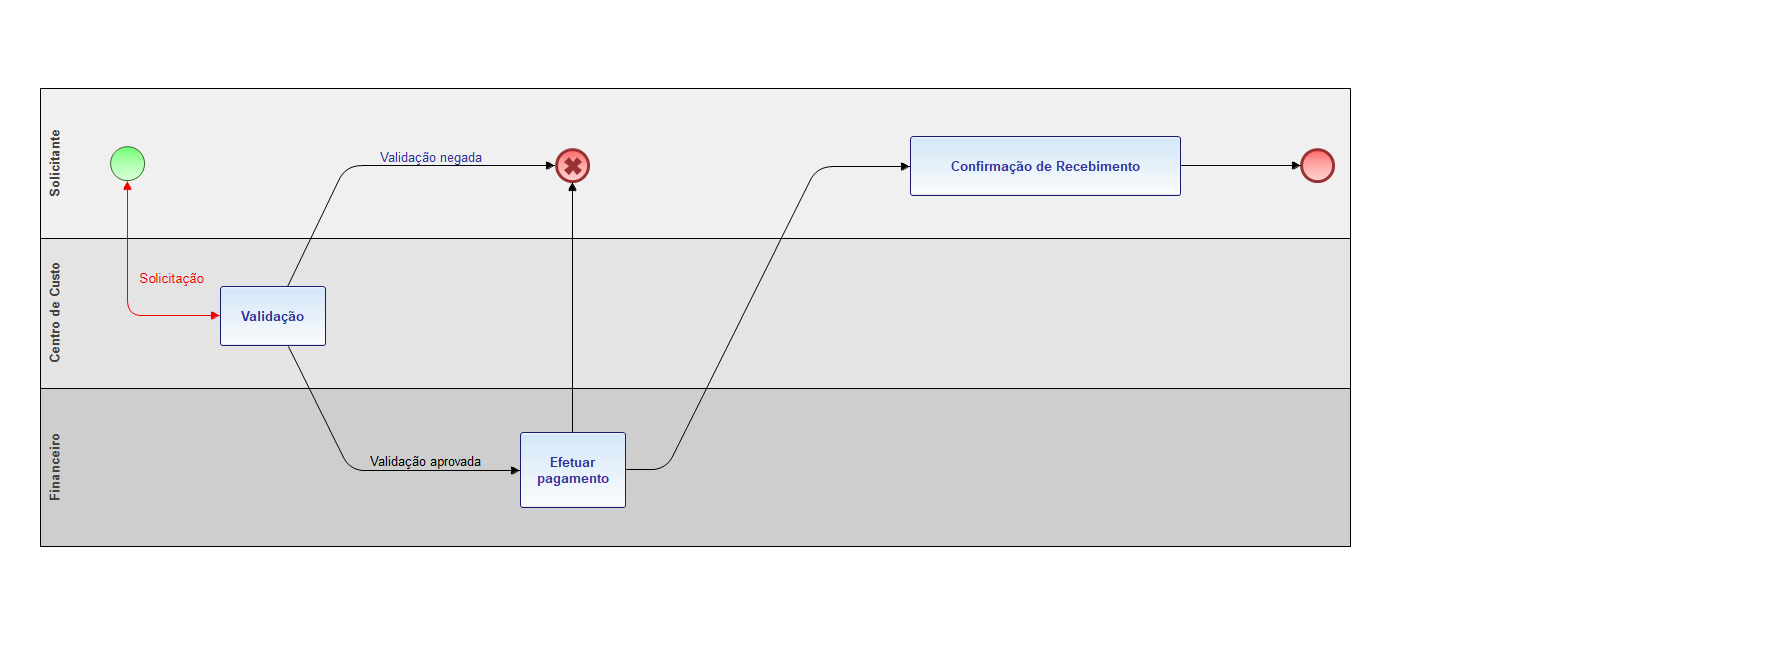 Solicitante
Validação negada
Confirmação de Recebimento
Centro de Custo
Solicitação
Validação
Financeiro
Validação aprovada
Efetuar
pagamento